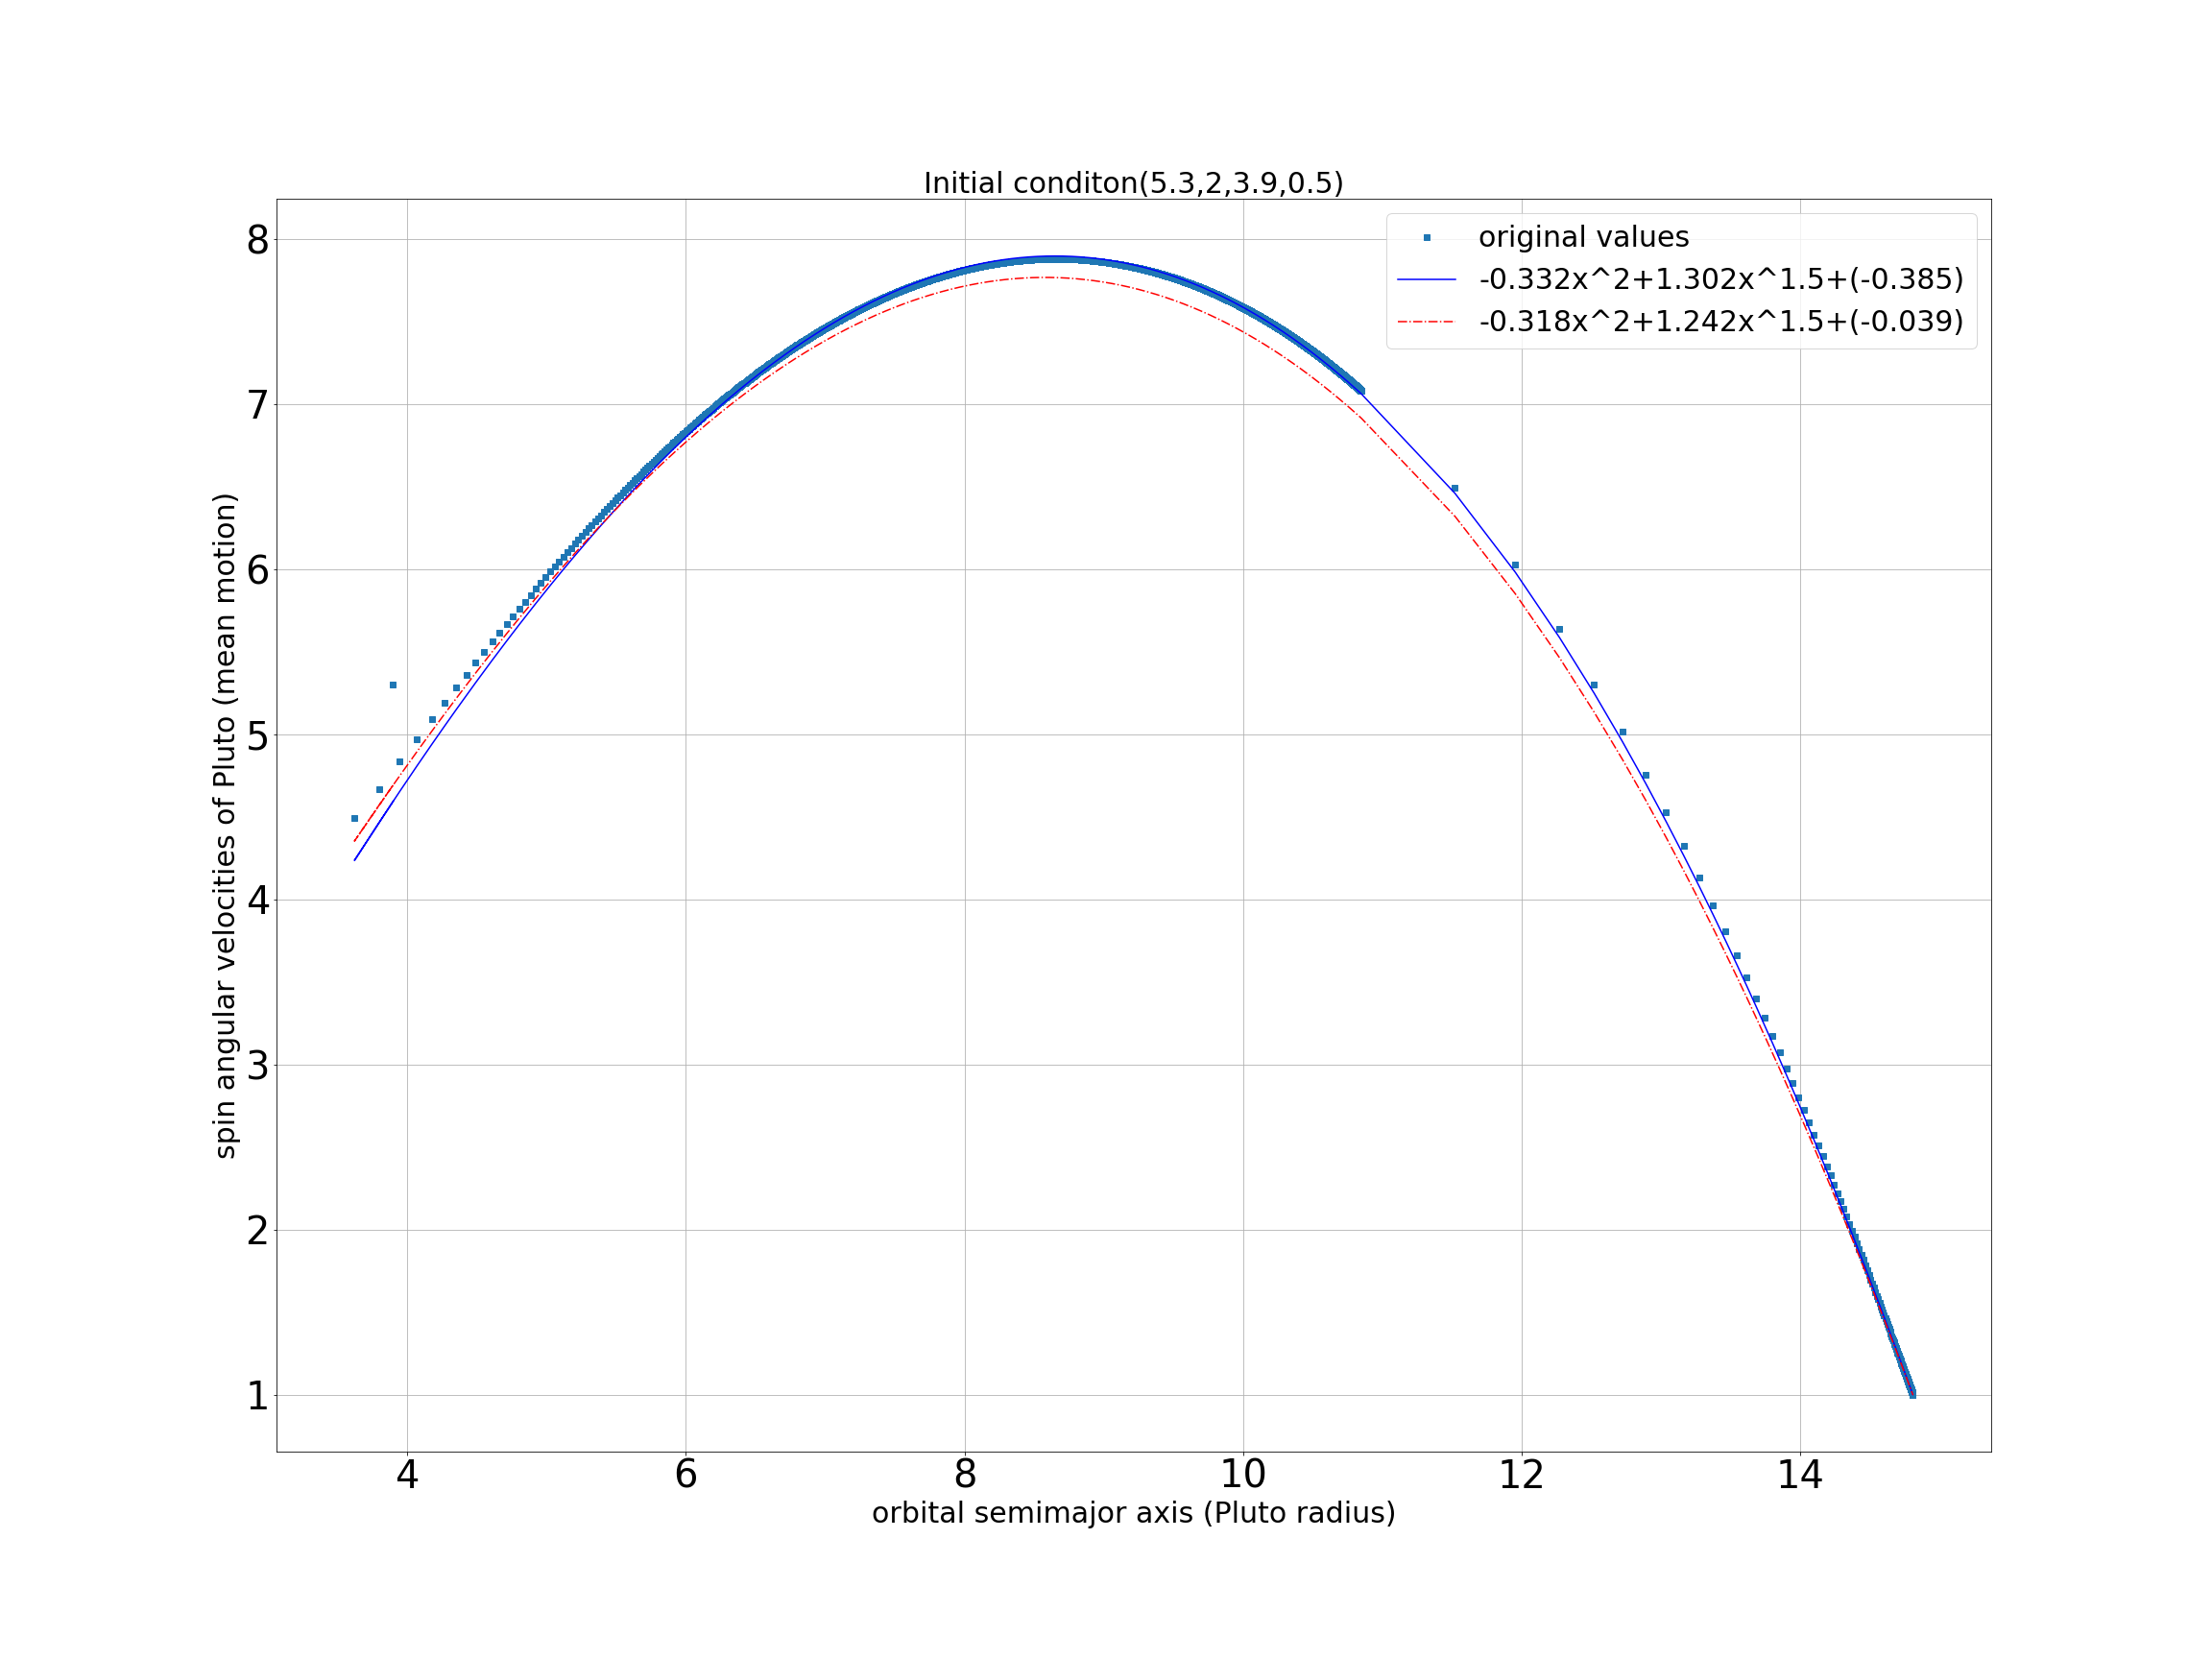 Initial conditon(5.3,2,3.9,0.5)
original values
-0.332x^2+1.302x^1.5+(-0.385)
-0.318x^2+1.242x^1.5+(-0.039)
8
7
6
5
4
3
2
1
spin angular velocities of Pluto (mean motion)
4 6 8 10 12 14
orbital semimajor axis (Pluto radius)